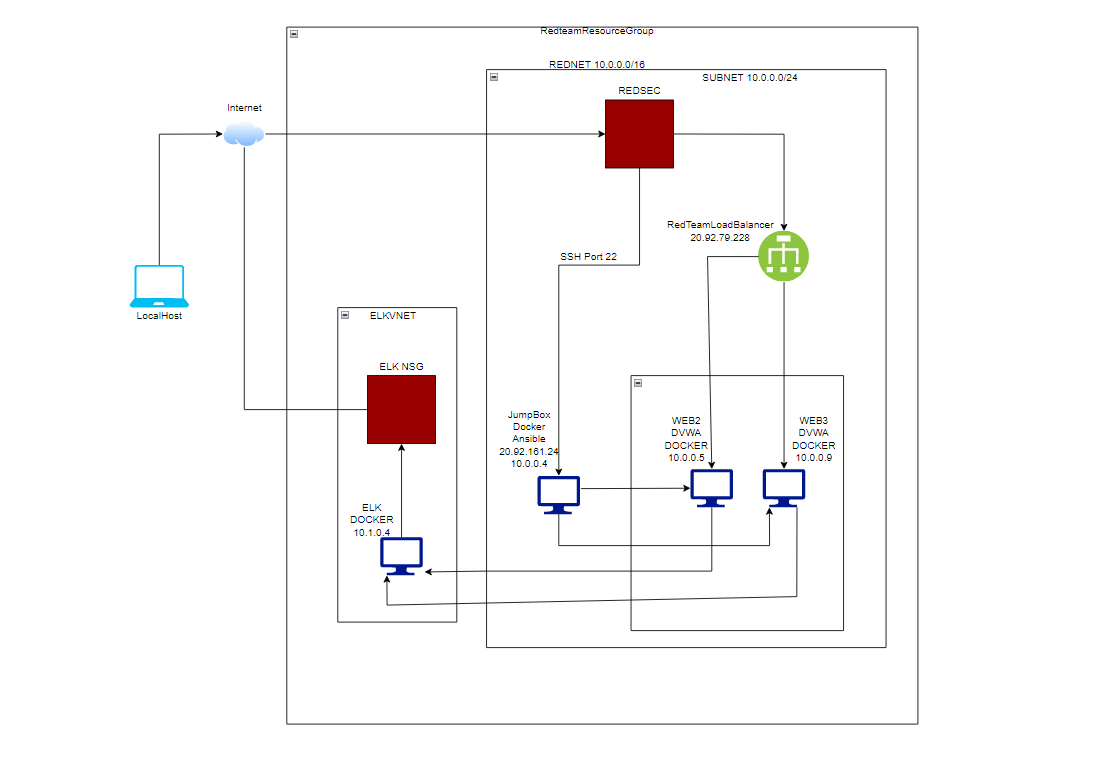 RedteamResourceGroup
REDNET 10.0.0.0/16
SUBNET 10.0.0.0/24
REDSEC
Internet
RedTeamLoadBalancer
20.92.79.228
SSH Port 22
LocalHost
ELKVNET
ELK NSG
JumpBox
Docker
Ansible
20.92.161.24
10.0.0.4
WEB2
DVWA
DOCKER
10.0.0.5
WEB3
DVWA
DOCKER
10.0.0.9
ELK
DOCKER
10.1.0.4